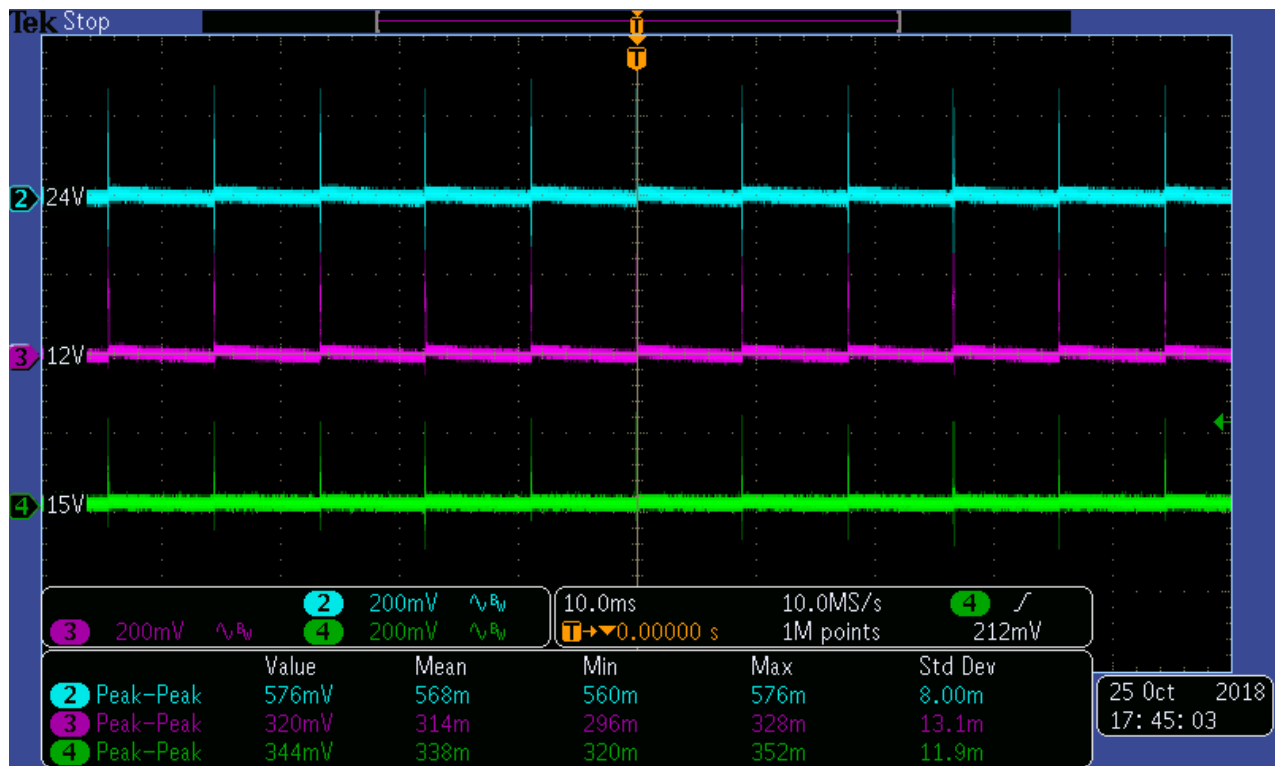 Tek Stop
T
T
2 24V
3 12V
4 15V
2 200mV ∿BW
3 200mV ∿BW 4 200mV ∿BW
10.0ms 10.0MS/s 4 ∫
T→▼0.00000 s 1M points 212mV
Value Mean Min Max Std Dev
2 Peak−Peak 576mV 568m 560m 576m 8.00m
3 Peak−Peak 320mV 314m 296m 328m 13.1m
4 Peak−Peak 344mV 338m 320m 352m 11.9m
25 Oct 2018
17:45:03